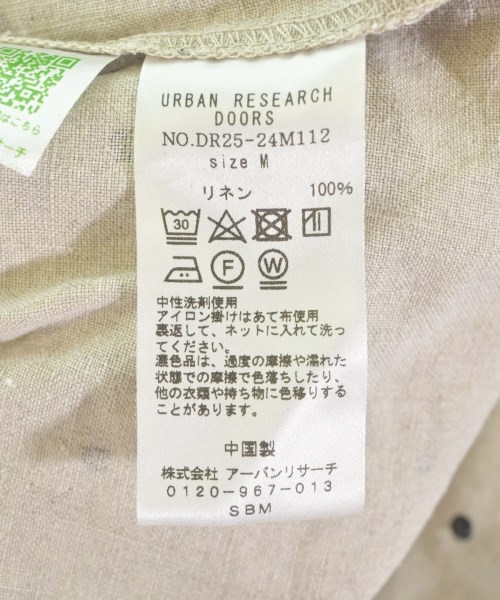 URBAN RESEARCH
DOORS
NO.DR25-24M112
size M
リネン 100%
30
F W
中性洗剤使用
アイロン掛けはあて布使用
裏返して、ネットに入れて洗っ
てください。
濃色品は、過度の摩擦や濡れた
状態での摩擦で色落ちしたり、
他の衣類や持ち物に色移りする
ことがあります。
中国製
株式会社 アーバンリサーチ
0120-967-013
SBM
はこちら
サーチ